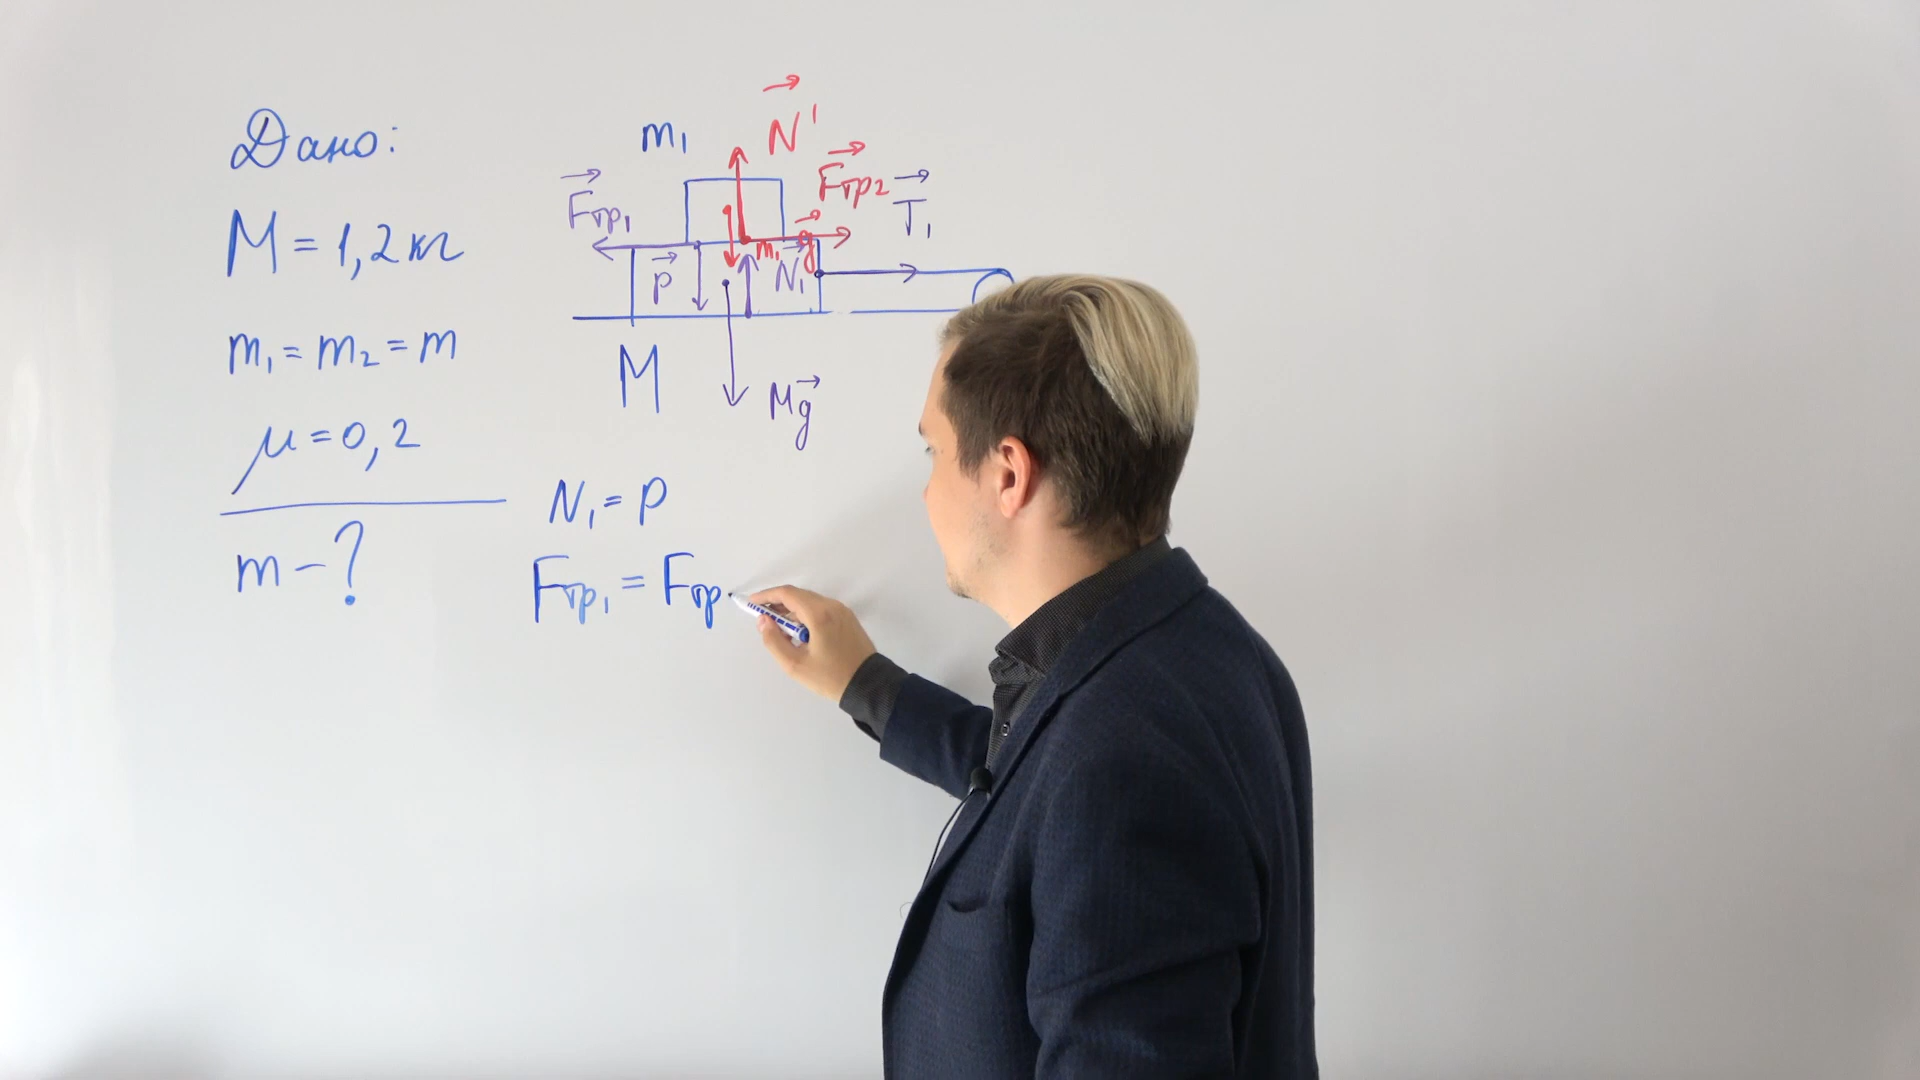 Дано:
M = 1,2 кг
m₁ = m₂ = m
μ = 0,2
m - ?
m₁
N'
Fтр₂
T₁
Fтр₁
P
m₁g
N₁
M
Mg
N₁ = P
Fтр₁ = Fтр